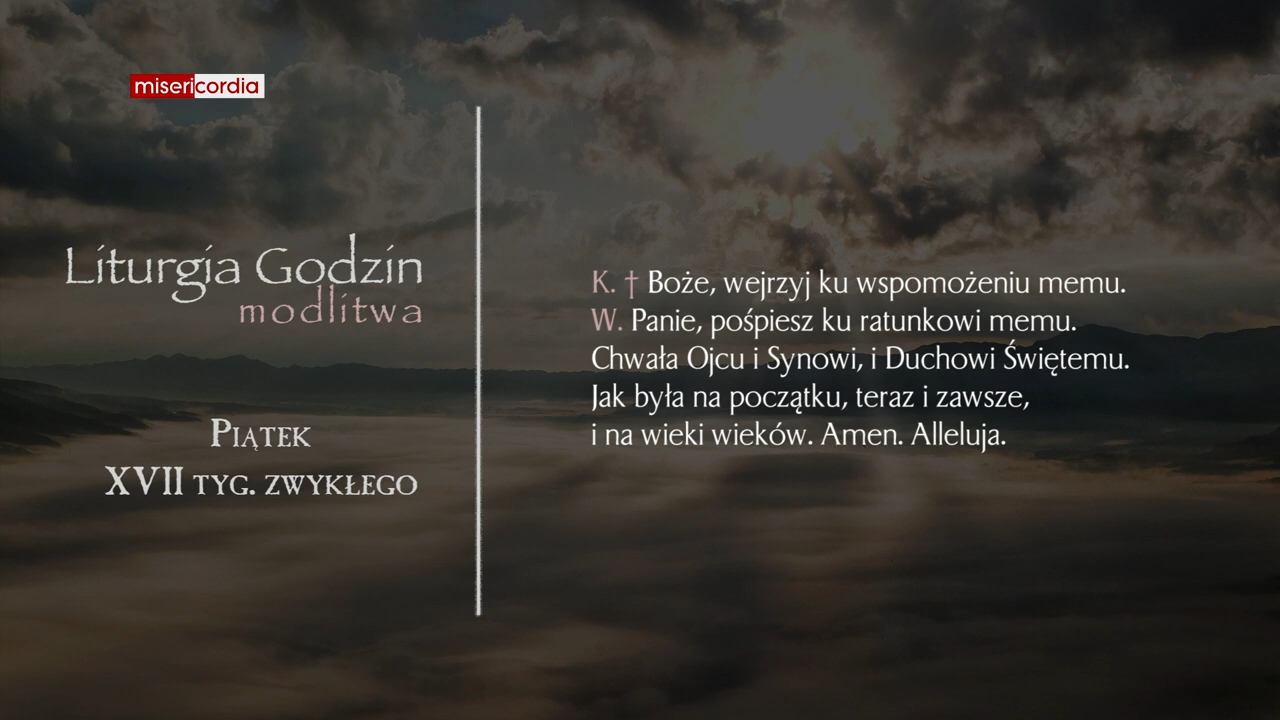 misericordia
Liturgia Godzin
modlitwa
Piątek
XVII tyg. zwykłego
K. † Boże, wejrzyj ku wspomożeniu memu.
W. Panie, pośpiesz ku ratunkowi memu.
Chwała Ojcu i Synowi, i Duchowi Świętemu.
Jak była na początku, teraz i zawsze,
i na wieki wieków. Amen. Alleluja.